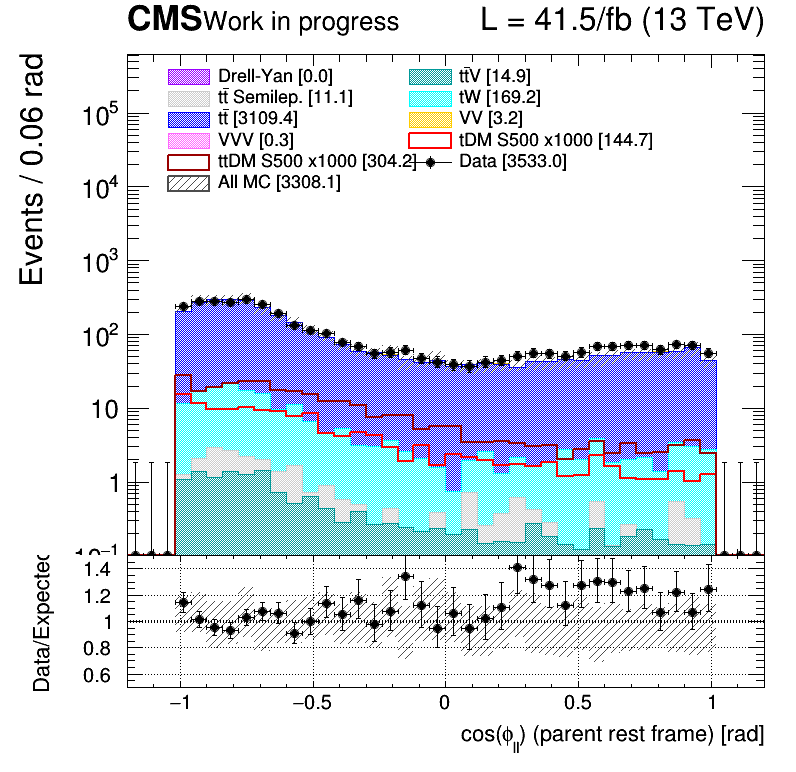 CMS Work in progress L = 41.5/fb (13 TeV)
Events / 0.06 rad
Drell-Yan [0.0] tt̄V [14.9]
tt̄ Semilep. [11.1] tW [169.2]
tt̄ [3109.4] VV [3.2]
VVV [0.3] tDM S500 x1000 [144.7]
ttDM S500 x1000 [304.2] Data [3533.0]
All MC [3308.1]
10⁵
10⁴
10³
10²
10
1
10⁻¹
Data/Expected
1.4
1.2
1
0.8
0.6
−1 −0.5 0 0.5 1
cos(ϕ_ll) (parent rest frame) [rad]